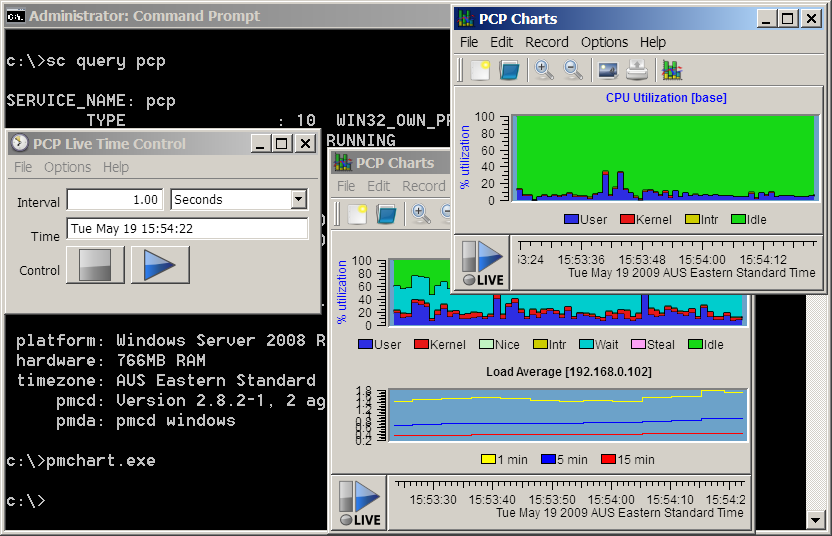 Administrator: Command Prompt
c:\>sc query pcp
SERVICE_NAME: pcp
TYPE : 10 WIN32_OWN_PR
RUNNING
platform: Windows Server 2008 R
hardware: 766MB RAM
timezone: AUS Eastern Standard
pmcd: Version 2.8.2-1, 2 ag
pmda: pmcd windows
c:\>pmchart.exe
c:\>
PCP Live Time Control
File Options Help
Interval 1.00 Seconds
Time Tue May 19 15:54:22
Control
PCP Charts
File Edit Record Options Help
CPU Utilization [base]
% utilization
100
80
60
40
20
0
User Kernel Intr Idle
LIVE
53:24 15:53:36 15:53:48 15:54:00 15:54:12
Tue May 19 2009 AUS Eastern Standard Time
PCP Charts
File Edit Record
% utilization
100
80
60
40
20
0
User Kernel Nice Intr Wait Steal Idle
Load Average [192.168.0.102]
1.8
1.6
1.4
1.2
1
0.8
0.6
0.4
0.2
1 min 5 min 15 min
LIVE
15:53:30 15:53:40 15:53:50 15:54:00 15:54:10 15:54:2
Tue May 19 2009 AUS Eastern Standard Time